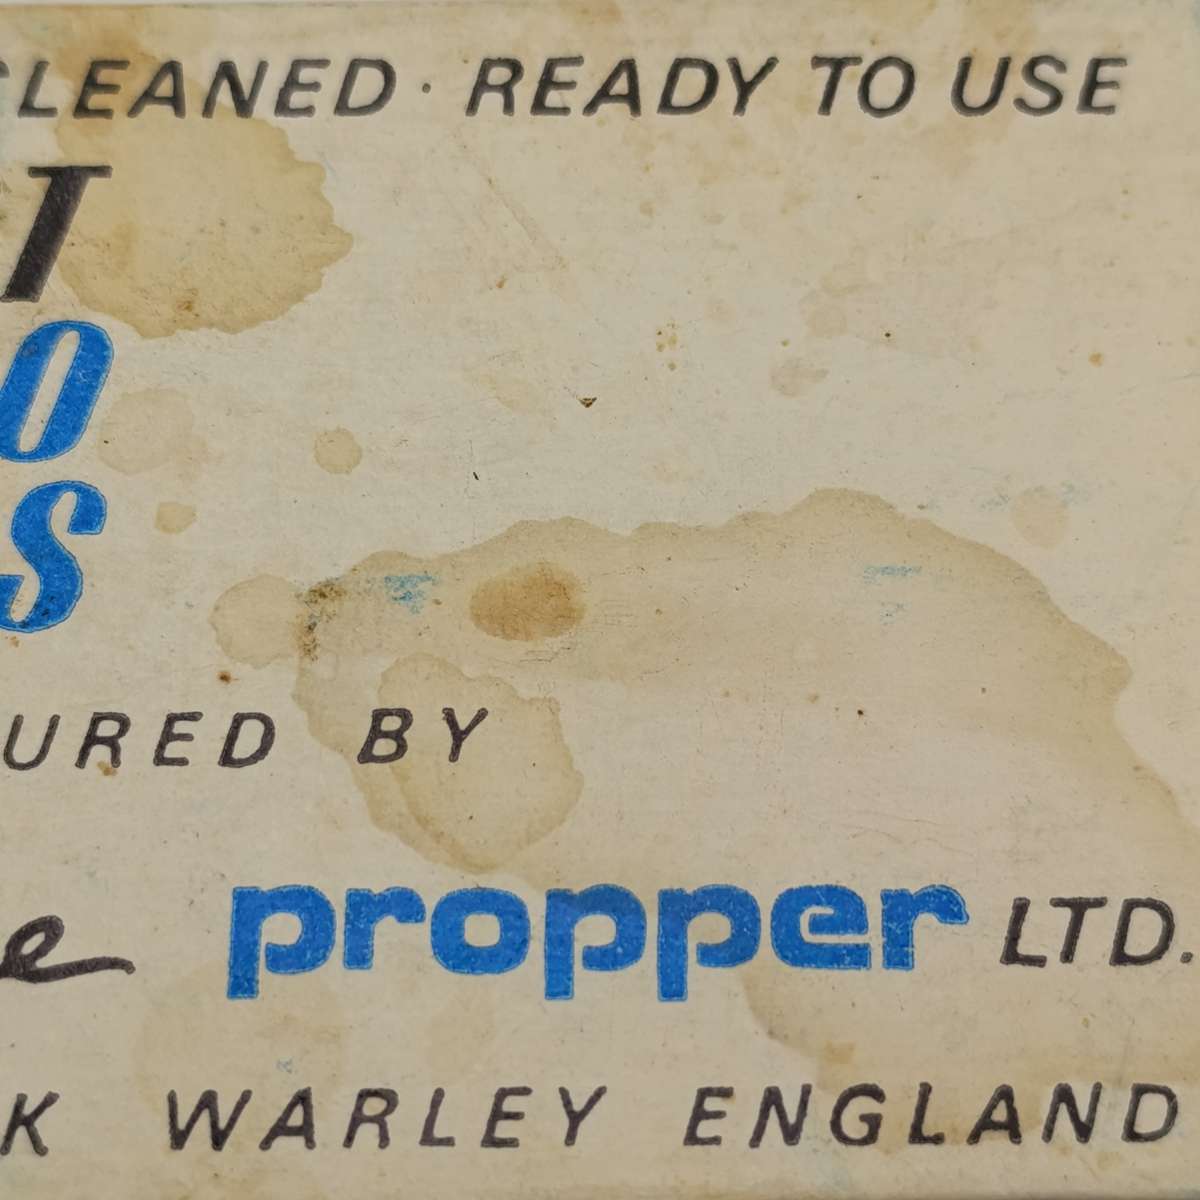 CLEANED · READY TO USE
T
O
S
URED BY
e propper LTD.
K WARLEY ENGLAND